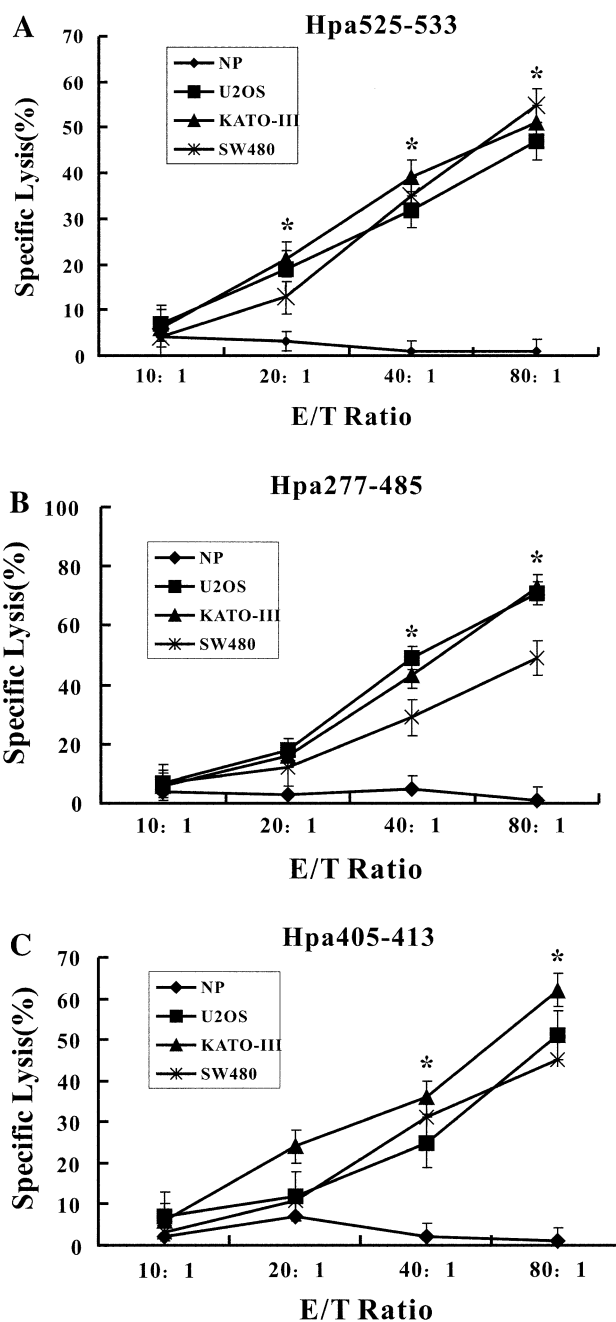 A
Hpa525-533
70
60
50
40
30
20
10
0
NP
U2OS
KATO-III
SW480
*
*
*
Specific Lysis(%)
10: 1
20: 1
40: 1
80: 1
E/T Ratio
B
Hpa277-485
100
80
60
40
20
0
NP
U2OS
KATO-III
SW480
*
*
Specific Lysis(%)
10: 1
20: 1
40: 1
80: 1
E/T Ratio
C
Hpa405-413
70
60
50
40
30
20
10
0
NP
U2OS
KATO-III
SW480
*
*
Specific Lysis(%)
10: 1
20: 1
40: 1
80: 1
E/T Ratio